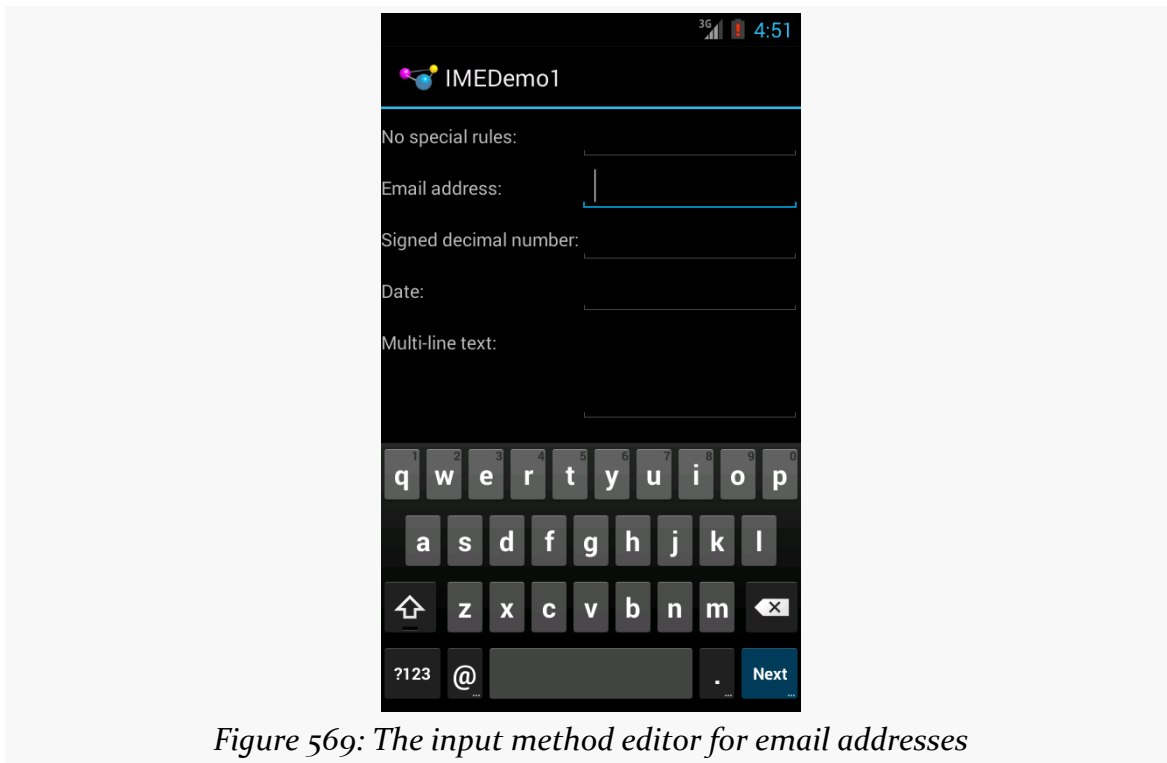 3G 4:51
IMEDemo1
No special rules:
Email address:
Signed decimal number:
Date:
Multi-line text:
1 2 3 4 5 6 7 8 9 0
q w e r t y u i o p
a s d f g h j k l
z x c v b n m
?123 @ . Next
Figure 569: The input method editor for email addresses